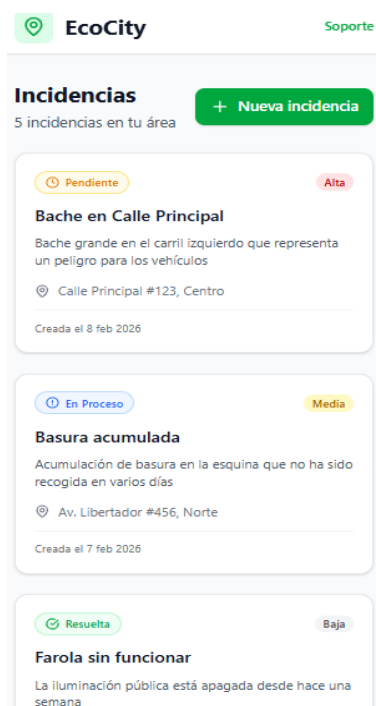 EcoCity
Soporte
Incidencias
5 incidencias en tu área
+ Nueva incidencia
Pendiente
Alta
Bache en Calle Principal
Bache grande en el carril izquierdo que representa
un peligro para los vehículos
Calle Principal #123, Centro
Creada el 8 feb 2026
En Proceso
Media
Basura acumulada
Acumulación de basura en la esquina que no ha sido
recogida en varios días
Av. Libertador #456, Norte
Creada el 7 feb 2026
Resuelta
Baja
Farola sin funcionar
La iluminación pública está apagada desde hace una
semana